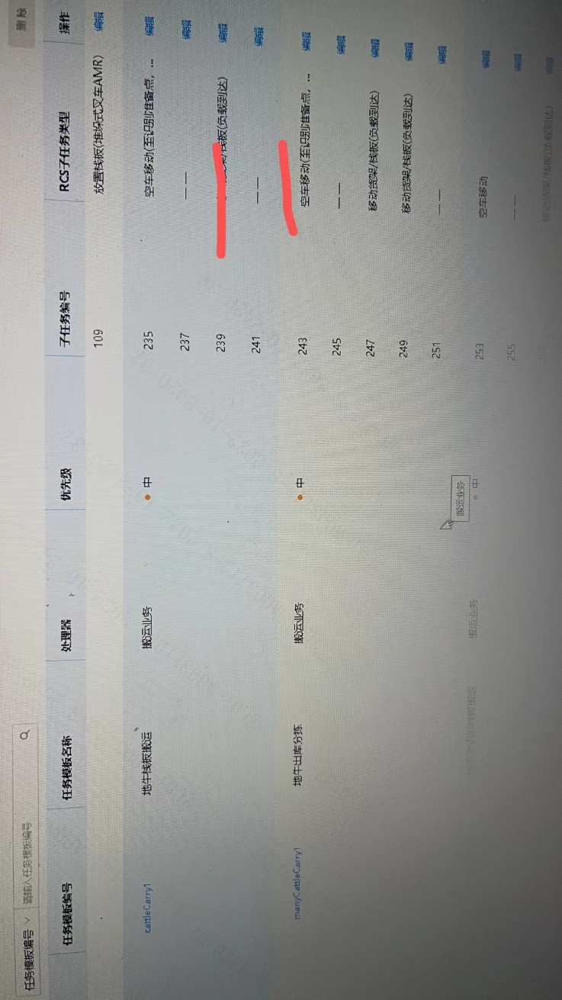 任务模板编号 请输入任务模板编号 删除
任务模板编号 任务模板名称 处理器 优先级 子任务编号 RCS子任务类型 操作
109 放置栈板(堆垛式叉车AMR) 编辑
cattleCarry1 地牛栈板搬运 搬运业务 中 235 空车移动(至识别准备点, ... 编辑
237 —— 编辑
239 货架/栈板(负载到达) 编辑
241 —— 编辑
manyCattleCarry1 地牛出库分拣 搬运业务 中 243 空车移动(至识别准备点, ... 编辑
245 —— 编辑
247 移动货架/栈板(负载到达) 编辑
249 移动货架/栈板(负载到达) 编辑
251 —— 编辑
搬运业务
搬运业务 中 253 空车移动 编辑
255 —— 编辑
移动货架/栈板(负载到达) 编辑